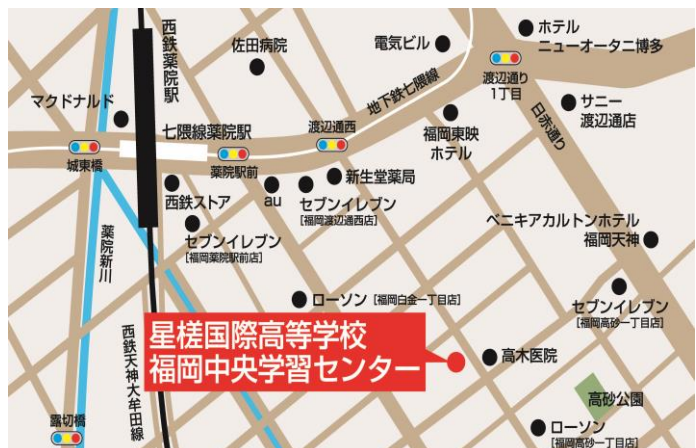 西鉄薬院駅
佐田病院
電気ビル
ホテル
ニューオータニ博多
渡辺通り
1丁目
地下鉄七隈線
日赤通り
サニー
渡辺通店
マクドナルド
七隈線薬院駅
渡辺通西
福岡東映
ホテル
城東橋
薬院駅前
新生堂薬局
西鉄ストア
au
セブンイレブン
[福岡渡辺通西店]
ベニキアカルトンホテル
福岡天神
セブンイレブン
[福岡薬院駅前店]
薬院新川
セブンイレブン
[福岡高砂一丁目店]
ローソン [福岡白金一丁目店]
西鉄天神大牟田線
星槎国際高等学校
福岡中央学習センター
高木医院
高砂公園
露切橋
ローソン
[福岡高砂一丁目店]